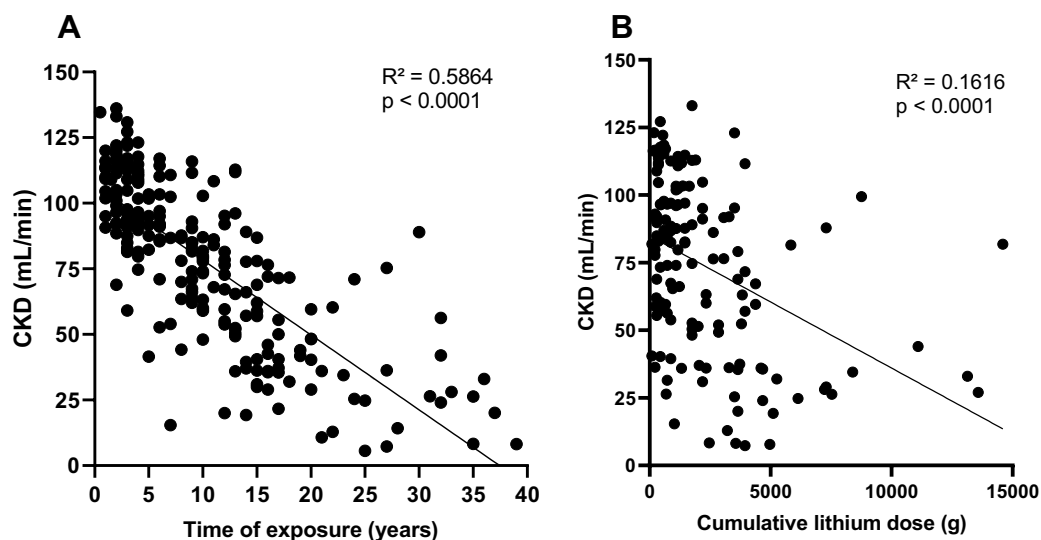 A
R² = 0.5864
p < 0.0001
CKD (mL/min)
150
125
100
75
50
25
0
0 5 10 15 20 25 30 35 40
Time of exposure (years)
B
R² = 0.1616
p < 0.0001
CKD (mL/min)
150
125
100
75
50
25
0
0 5000 10000 15000
Cumulative lithium dose (g)